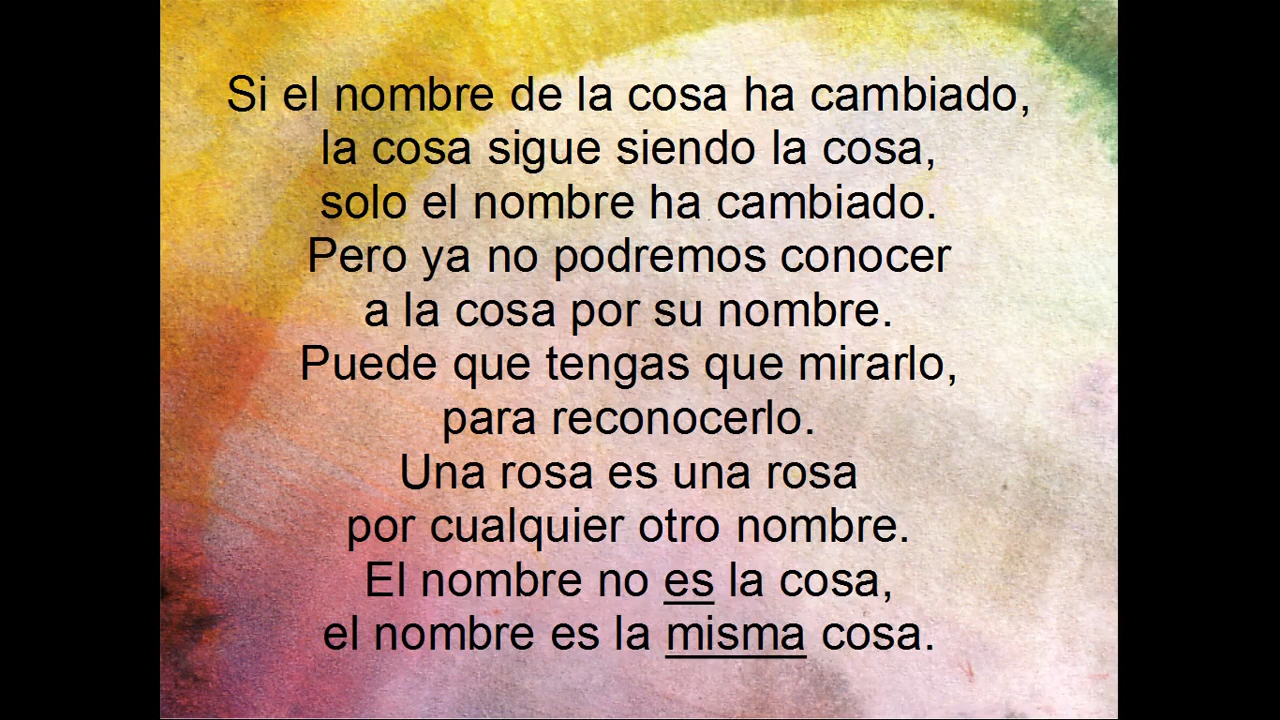 Si el nombre de la cosa ha cambiado,
la cosa sigue siendo la cosa,
solo el nombre ha cambiado.
Pero ya no podremos conocer
a la cosa por su nombre.
Puede que tengas que mirarlo,
para reconocerlo.
Una rosa es una rosa
por cualquier otro nombre.
El nombre no es la cosa,
el nombre es la misma cosa.